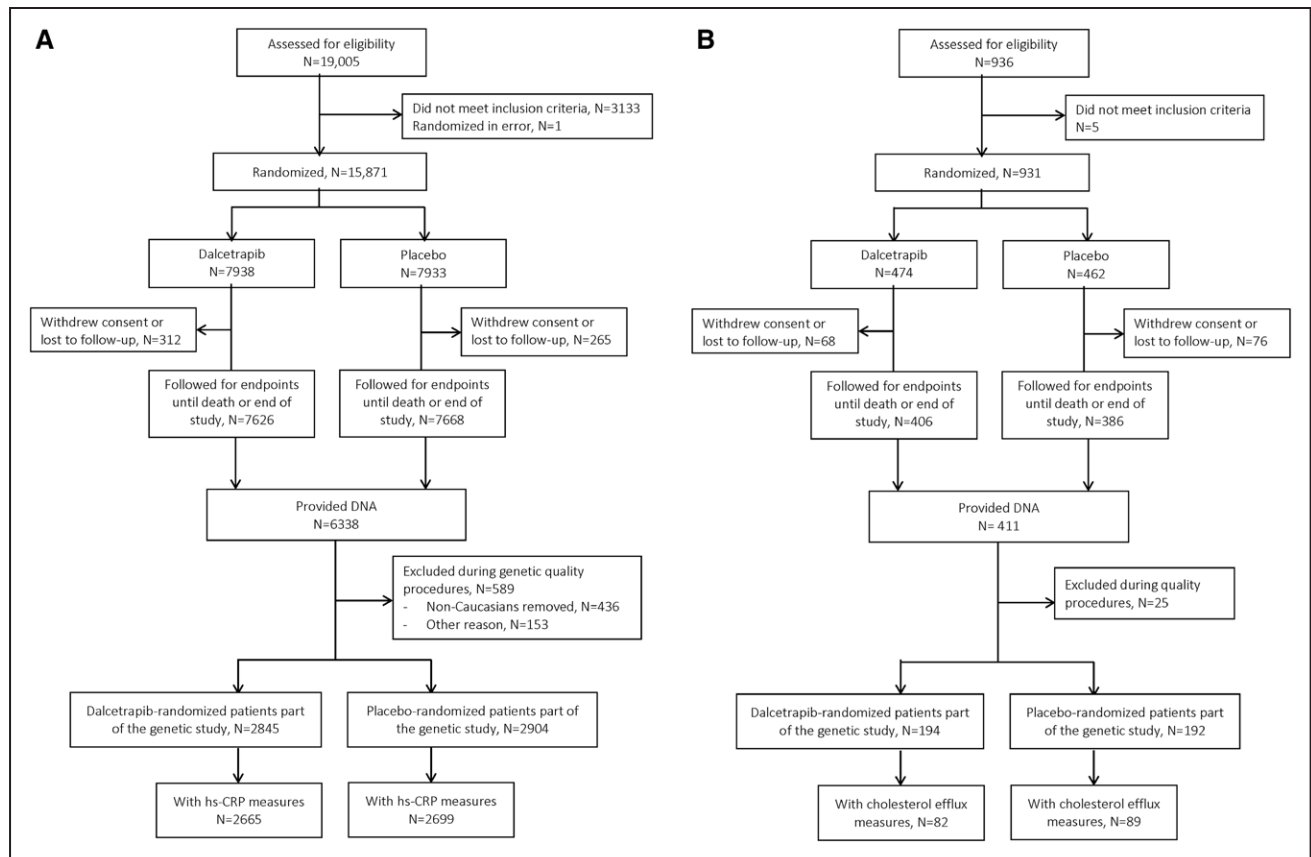 A
Assessed for eligibility
N=19,005
Did not meet inclusion criteria, N=3133
Randomized in error, N=1
Randomized, N=15,871
Dalcetrapib
N=7938
Placebo
N=7933
Withdrew consent or
lost to follow-up, N=312
Withdrew consent or
lost to follow-up, N=265
Followed for endpoints
until death or end of
study, N=7626
Followed for endpoints
until death or end of
study, N=7668
Provided DNA
N=6338
Excluded during genetic quality
procedures, N=589
- Non-Caucasians removed, N=436
- Other reason, N=153
Dalcetrapib-randomized patients part
of the genetic study, N=2845
Placebo-randomized patients part of
the genetic study, N=2904
With hs-CRP measures
N=2665
With hs-CRP measures
N=2699
B
Assessed for eligibility
N=936
Did not meet inclusion criteria
N=5
Randomized, N=931
Dalcetrapib
N=474
Placebo
N=462
Withdrew consent or
lost to follow-up, N=68
Withdrew consent or
lost to follow-up, N=76
Followed for endpoints
until death or end of
study, N=406
Followed for endpoints
until death or end of
study, N=386
Provided DNA
N= 411
Excluded during quality
procedures, N=25
Dalcetrapib-randomized patients part
of the genetic study, N=194
Placebo-randomized patients part
of the genetic study, N=192
With cholesterol efflux
measures, N=82
With cholesterol efflux
measures, N=89